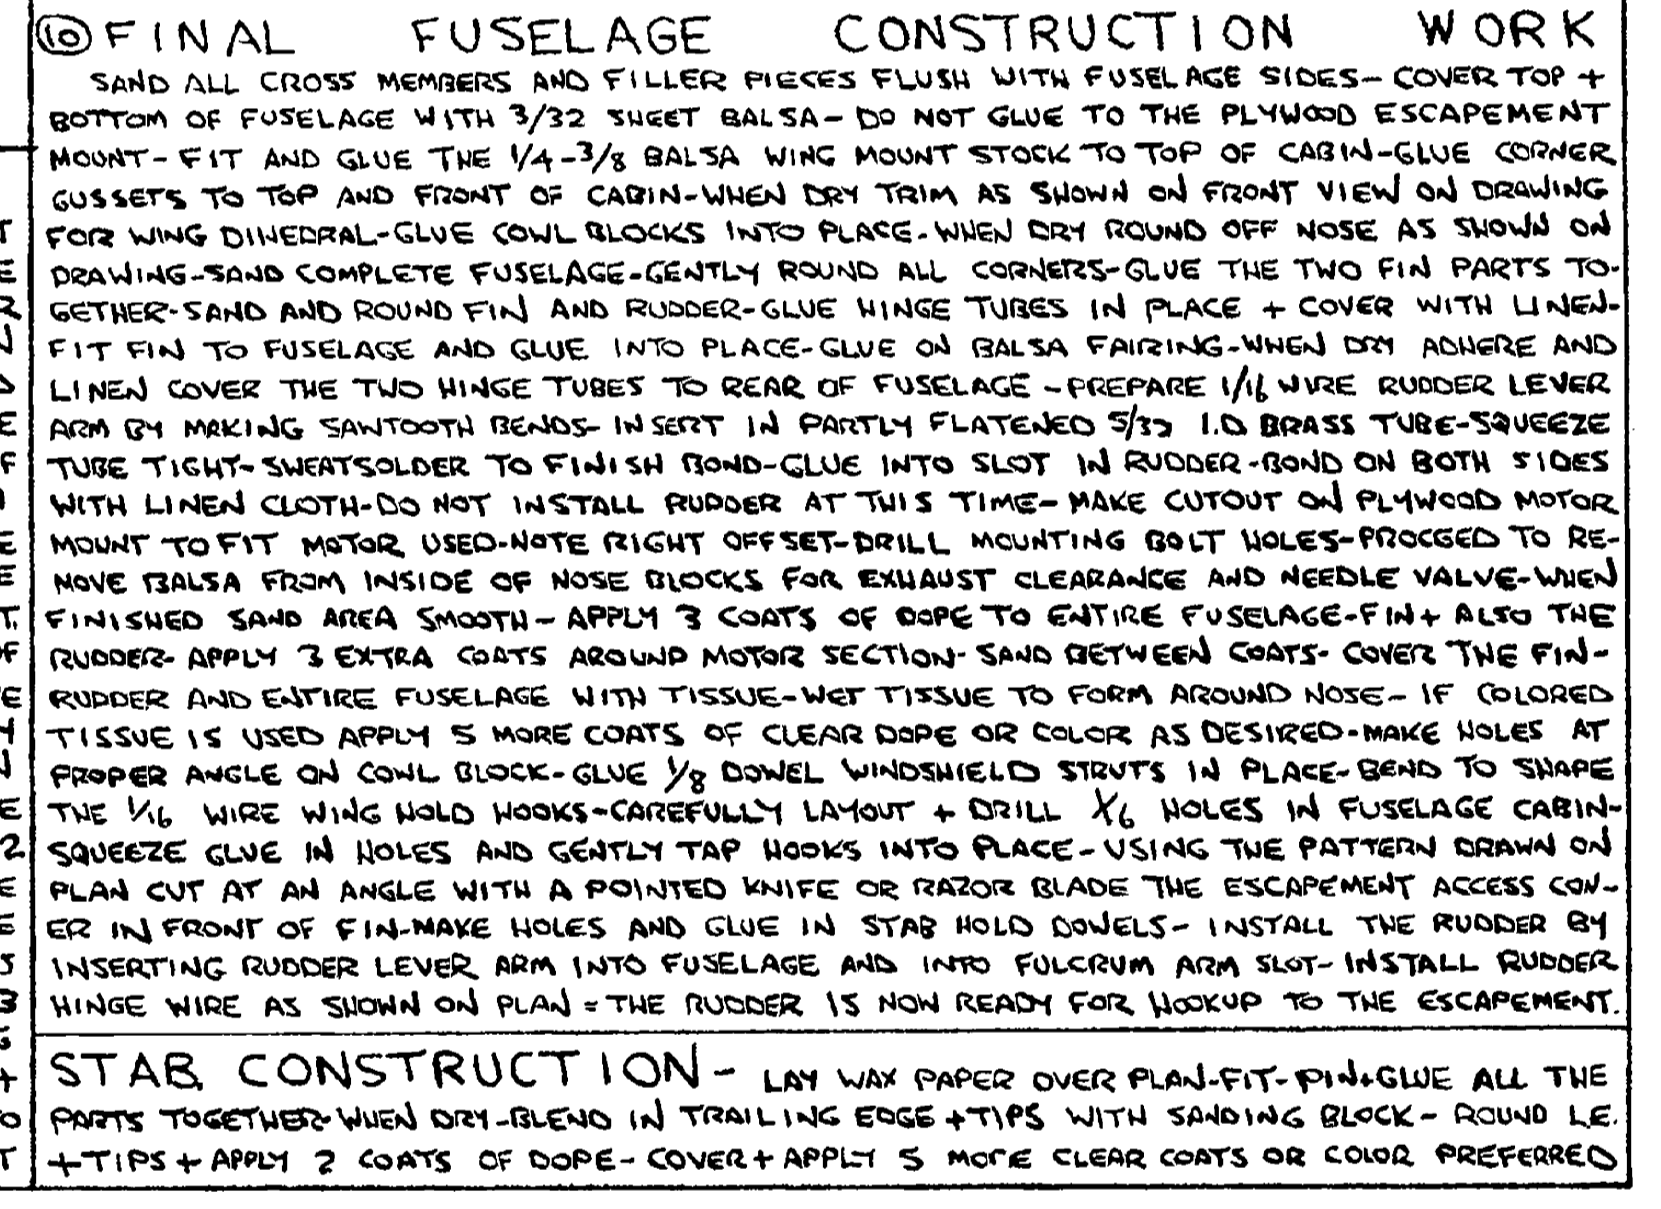 ⑩ FINAL FUSELAGE CONSTRUCTION WORK
SAND ALL CROSS MEMBERS AND FILLER PIECES FLUSH WITH FUSELAGE SIDES- COVER TOP +
BOTTOM OF FUSELAGE WITH 3/32 SHEET BALSA- DO NOT GLUE TO THE PLYWOOD ESCAPEMENT
MOUNT- FIT AND GLUE THE 1/4-3/8 BALSA WING MOUNT STOCK TO TOP OF CABIN-GLUE CORNER
GUSSETS TO TOP AND FRONT OF CABIN-WHEN DRY TRIM AS SHOWN ON FRONT VIEW ON DRAWING
FOR WING DIHEDRAL-GLUE COWL BLOCKS INTO PLACE-WHEN DRY ROUND OFF NOSE AS SHOWN ON
DRAWING-SAND COMPLETE FUSELAGE-GENTLY ROUND ALL CORNERS-GLUE THE TWO FIN PARTS TO-
GETHER-SAND AND ROUND FIN AND RUDDER-GLUE HINGE TUBES IN PLACE + COVER WITH LINEN-
FIT FIN TO FUSELAGE AND GLUE INTO PLACE-GLUE ON BALSA FAIRING-WHEN DRY ADHERE AND
LINEN COVER THE TWO HINGE TUBES TO REAR OF FUSELAGE -PREPARE 1/16 WIRE RUDDER LEVER
ARM BY MAKING SAWTOOTH BENDS- INSERT IN PARTLY FLATENED 5/32 I.D. BRASS TUBE-SQUEEZE
TUBE TIGHT-SWEATSOLDER TO FINISH BOND-GLUE INTO SLOT IN RUDDER-BOND ON BOTH SIDES
WITH LINEN CLOTH-DO NOT INSTALL RUDDER AT THIS TIME- MAKE CUTOUT ON PLYWOOD MOTOR
MOUNT TO FIT MOTOR USED-NOTE RIGHT OFFSET-DRILL MOUNTING BOLT HOLES-PROCEED TO RE-
MOVE BALSA FROM INSIDE OF NOSE BLOCKS FOR EXHAUST CLEARANCE AND NEEDLE VALVE-WHEN
FINISHED SAND AREA SMOOTH- APPLY 3 COATS OF DOPE TO ENTIRE FUSELAGE-FIN+ ALSO THE
RUDDER- APPLY 3 EXTRA COATS AROUND MOTOR SECTION- SAND BETWEEN COATS- COVER THE FIN-
RUDDER AND ENTIRE FUSELAGE WITH TISSUE-WET TISSUE TO FORM AROUND NOSE- IF COLORED
TISSUE IS USED APPLY 5 MORE COATS OF CLEAR DOPE OR COLOR AS DESIRED-MAKE HOLES AT
PROPER ANGLE ON COWL BLOCK-GLUE 1/8 DOWEL WINDSHIELD STRUTS IN PLACE-BEND TO SHAPE
THE 1/16 WIRE WING HOLD HOOKS-CAREFULLY LAYOUT + DRILL 1/16 HOLES IN FUSELAGE CABIN-
SQUEEZE GLUE IN HOLES AND GENTLY TAP HOOKS INTO PLACE-USING THE PATTERN DRAWN ON
PLAN CUT AT AN ANGLE WITH A POINTED KNIFE OR RAZOR BLADE THE ESCAPEMENT ACCESS COV-
ER IN FRONT OF FIN-MAKE HOLES AND GLUE IN STAB HOLD DOWELS- INSTALL THE RUDDER BY
INSERTING RUDDER LEVER ARM INTO FUSELAGE AND INTO FULCRUM ARM SLOT-INSTALL RUDDER
HINGE WIRE AS SHOWN ON PLAN = THE RUDDER IS NOW READY FOR HOOKUP TO THE ESCAPEMENT.
STAB. CONSTRUCTION- LAY WAX PAPER OVER PLAN-FIT-PIN+GLUE ALL THE
PARTS TOGETHER-WHEN DRY-BLEND IN TRAILING EDGE +TIPS WITH SANDING BLOCK- ROUND L.E.
+TIPS + APPLY 2 COATS OF DOPE- COVER+ APPLY 5 MORE CLEAR COATS OR COLOR PREFERRED